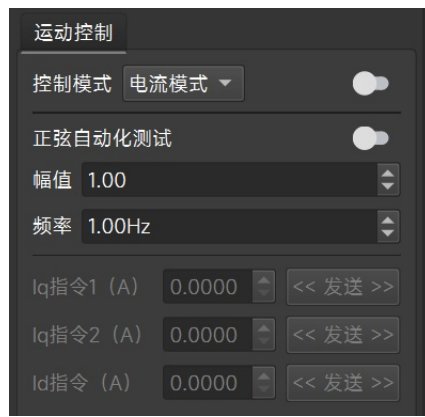 运动控制
控制模式 电流模式
正弦自动化测试
幅值 1.00
频率 1.00Hz
Iq指令1（A） 0.0000 << 发送 >>
Iq指令2（A） 0.0000 << 发送 >>
Id指令（A） 0.0000 << 发送 >>